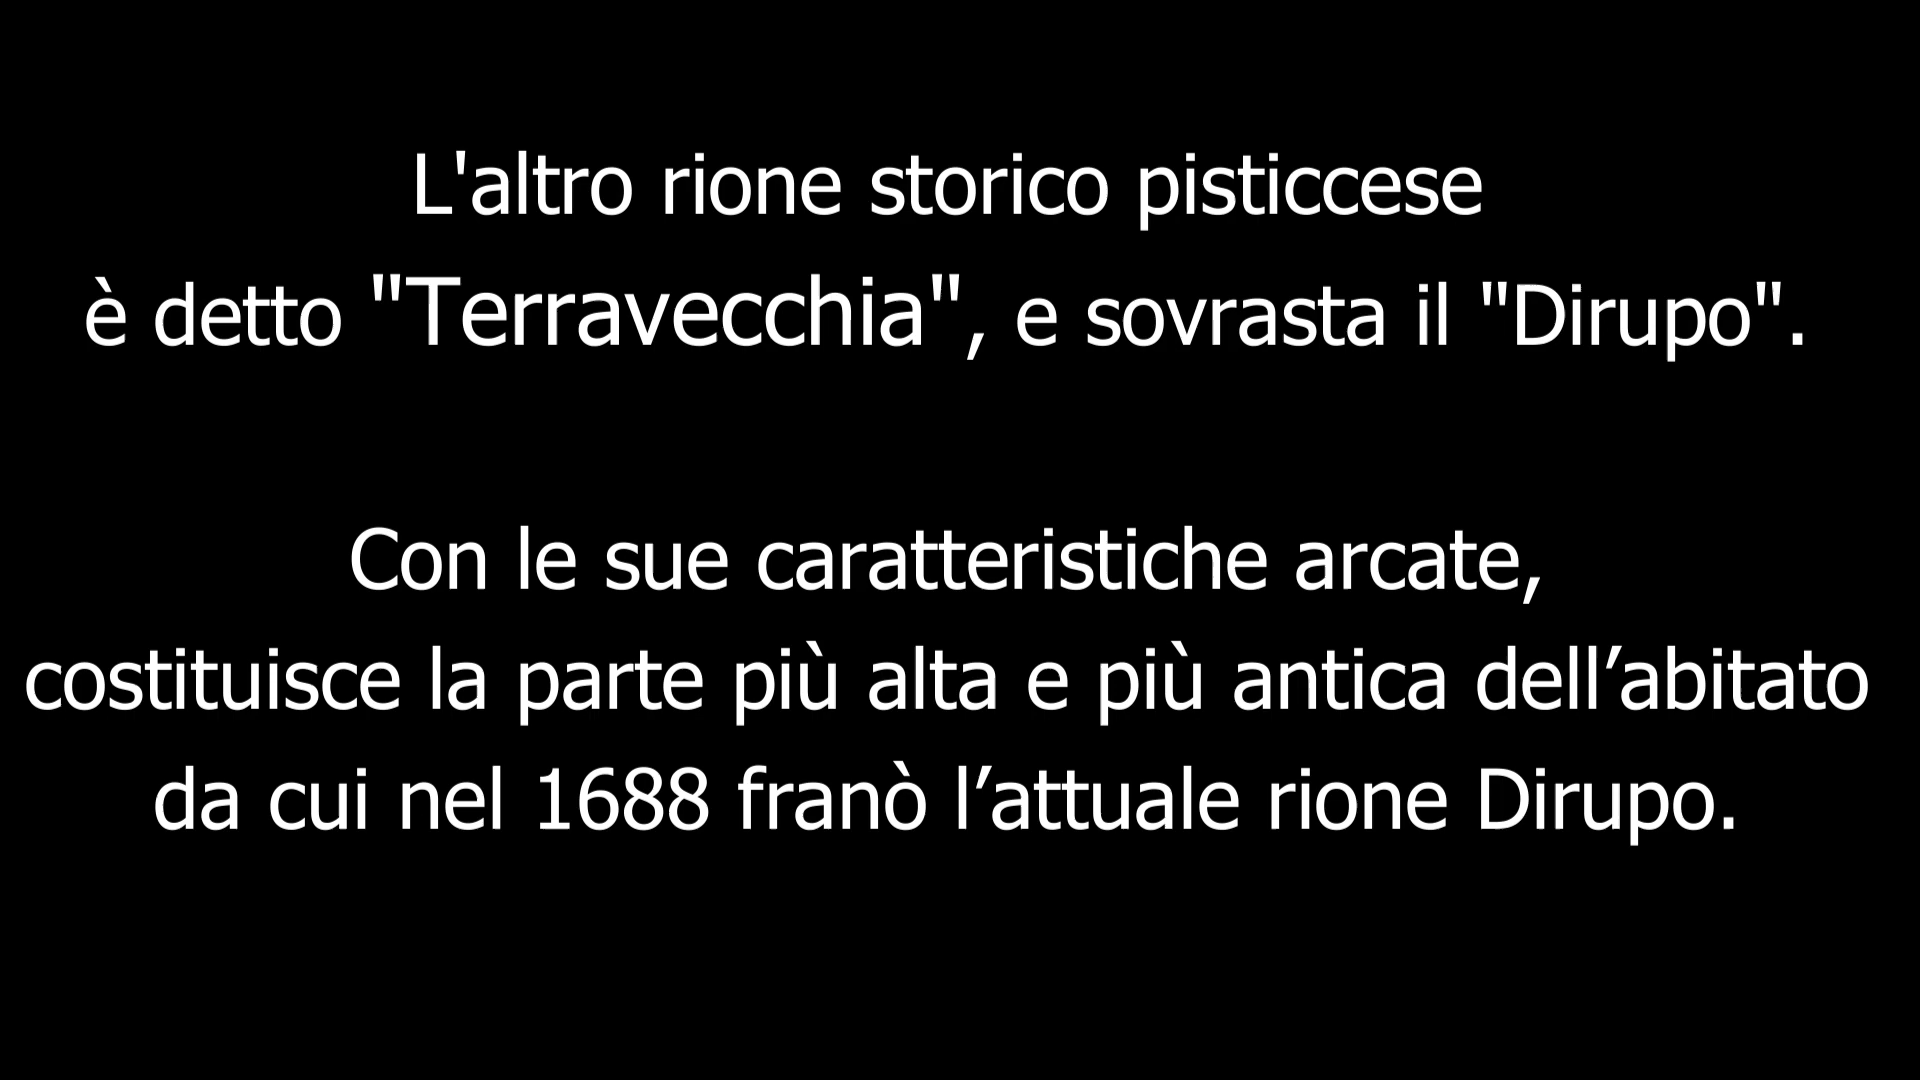 L'altro rione storico pisticcese
è detto "Terravecchia", e sovrasta il "Dirupo".
Con le sue caratteristiche arcate,
costituisce la parte più alta e più antica dell’abitato
da cui nel 1688 franò l’attuale rione Dirupo.